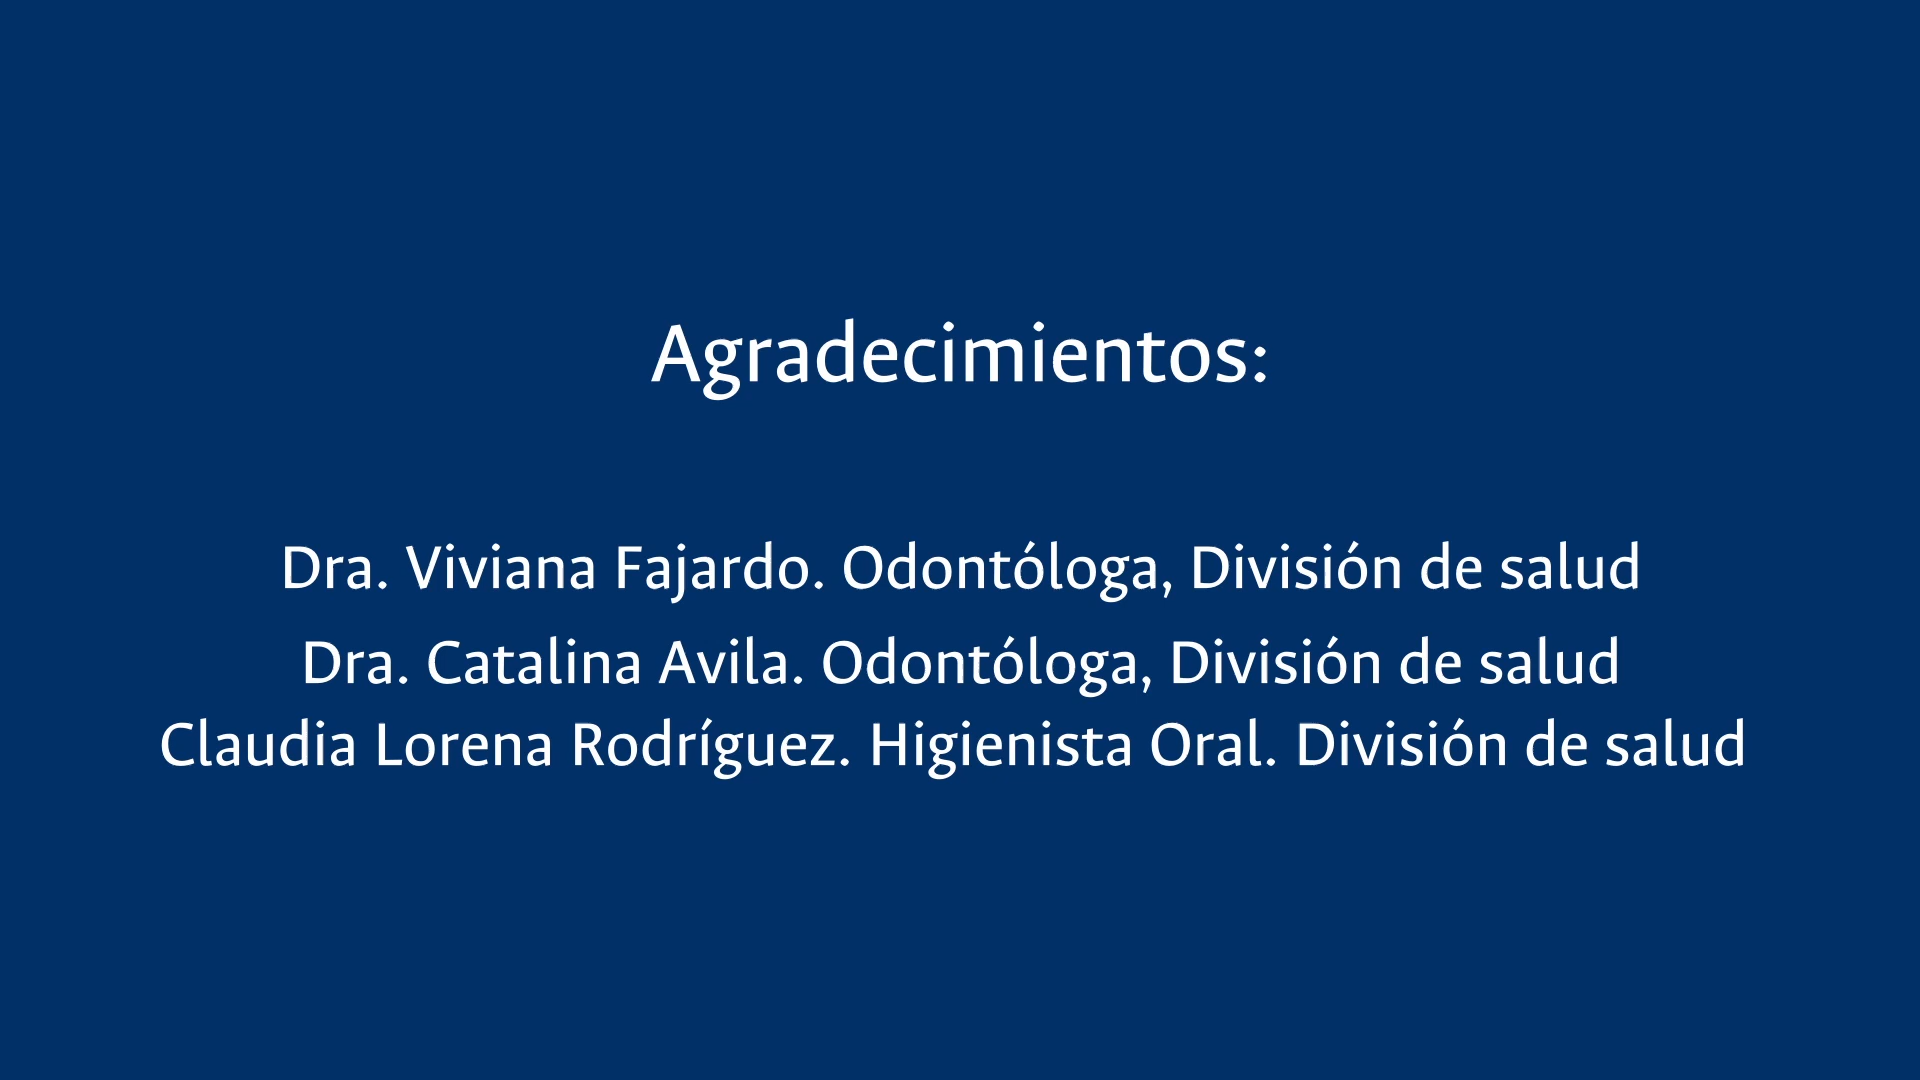 Agradecimientos:
Dra. Viviana Fajardo. Odontóloga, División de salud
Dra. Catalina Avila. Odontóloga, División de salud
Claudia Lorena Rodríguez. Higienista Oral. División de salud